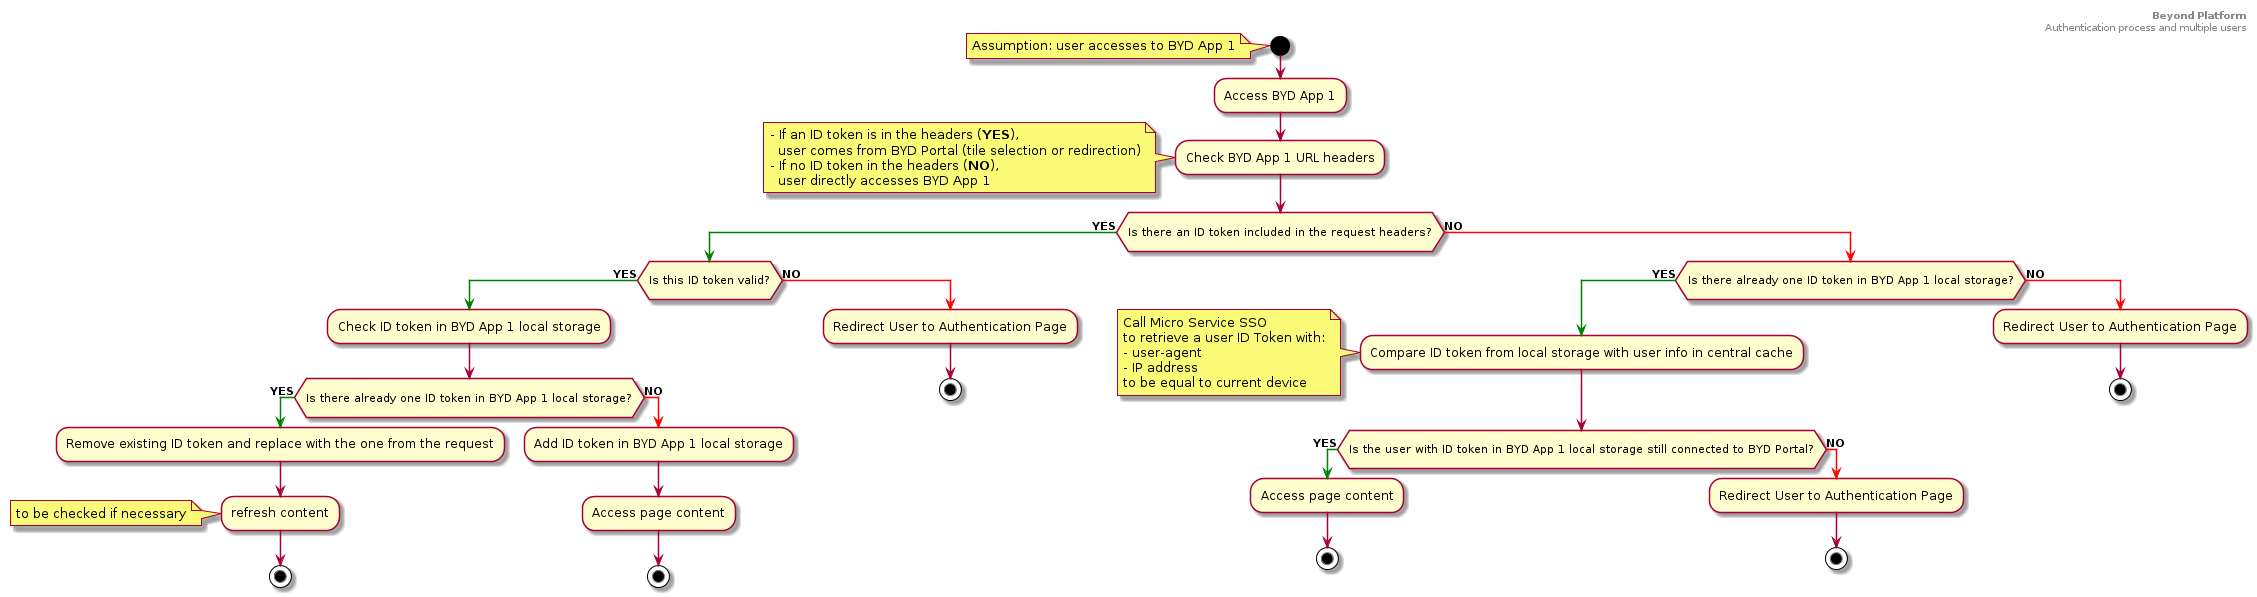 Beyond Platform
Authentication process and multiple users
Assumption: user accesses to BYD App 1
Access BYD App 1
- If an ID token is in the headers (YES),
user comes from BYD Portal (tile selection or redirection)
- If no ID token in the headers (NO),
user directly accesses BYD App 1
Check BYD App 1 URL headers
YES
Is there an ID token included in the request headers?
NO
YES
Is this ID token valid?
NO
YES
Is there already one ID token in BYD App 1 local storage?
NO
Check ID token in BYD App 1 local storage
Redirect User to Authentication Page
Call Micro Service SSO
to retrieve a user ID Token with:
- user-agent
- IP address
to be equal to current device
Compare ID token from local storage with user info in central cache
Redirect User to Authentication Page
YES
Is there already one ID token in BYD App 1 local storage?
NO
Remove existing ID token and replace with the one from the request
Add ID token in BYD App 1 local storage
YES
Is the user with ID token in BYD App 1 local storage still connected to BYD Portal?
NO
to be checked if necessary
refresh content
Access page content
Access page content
Redirect User to Authentication Page